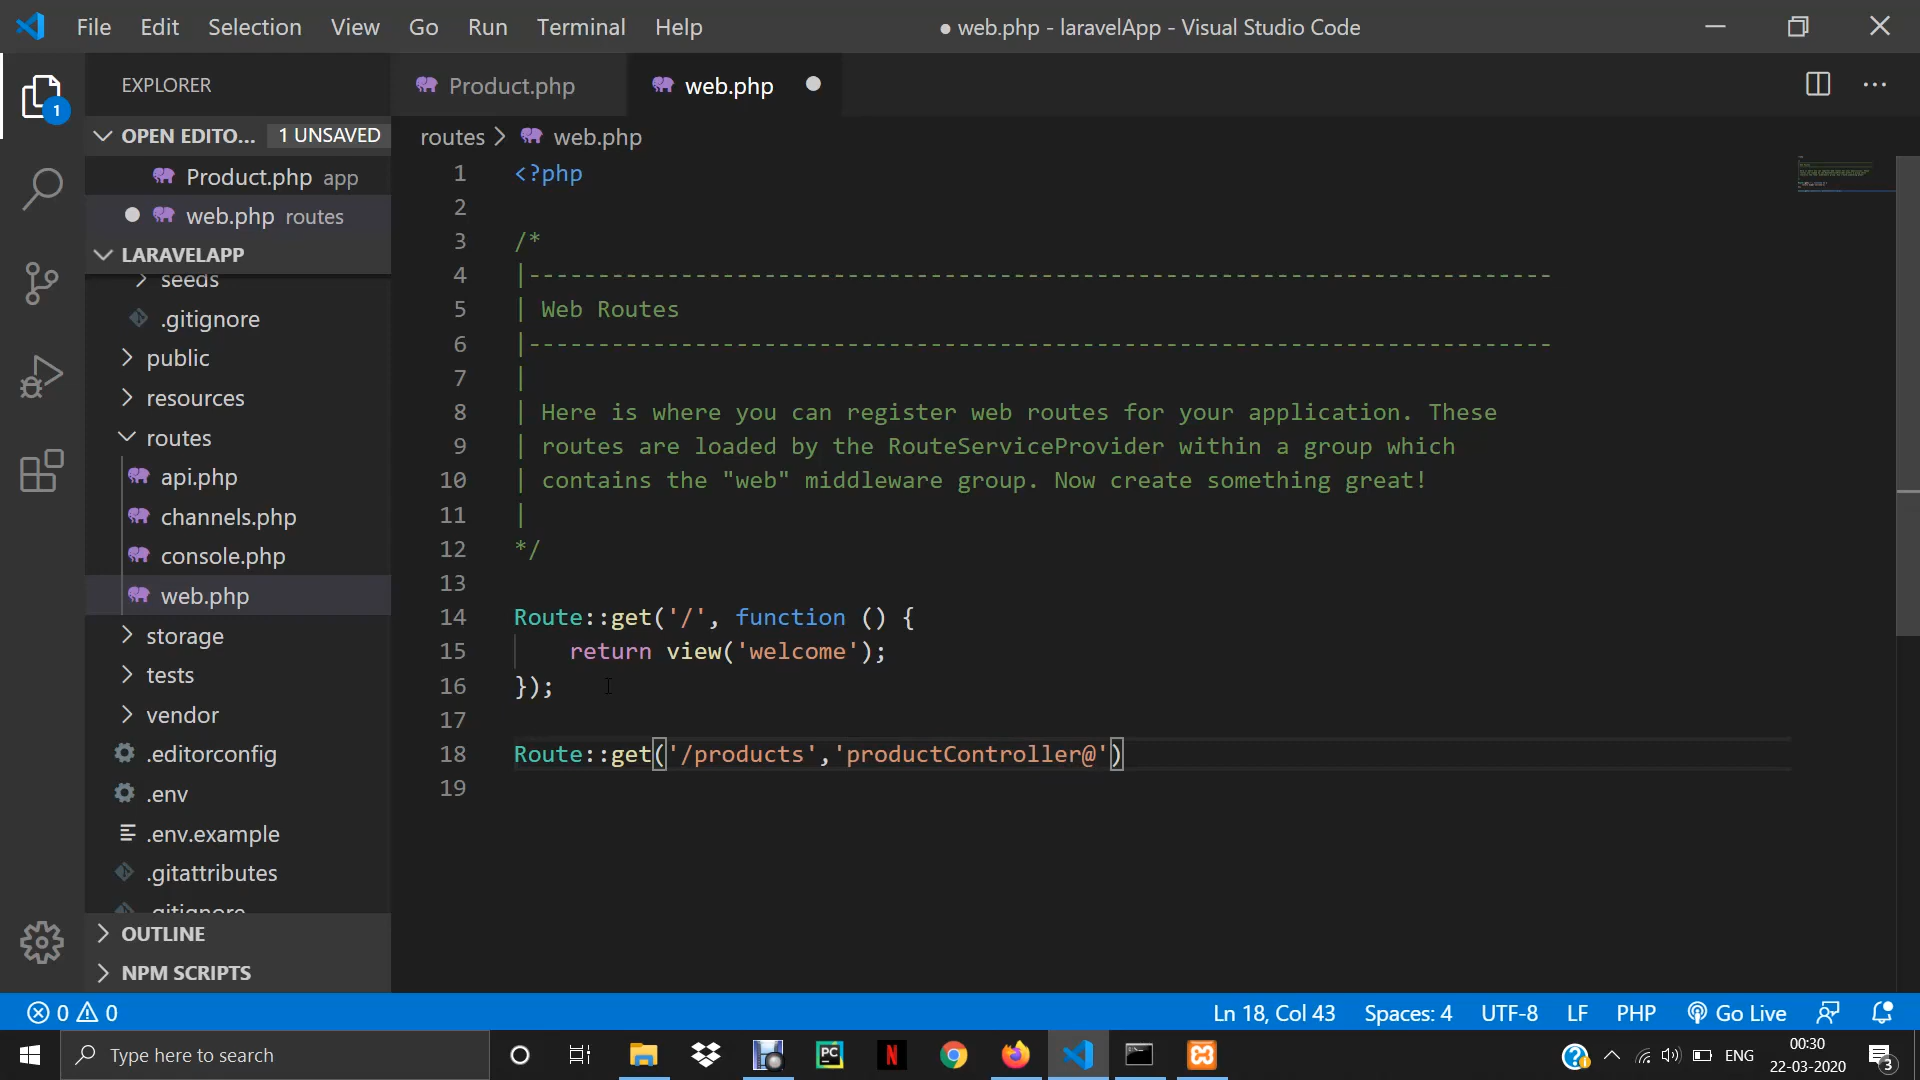 File Edit Selection View Go Run Terminal Help ● web.php - laravelApp - Visual Studio Code
EXPLORER
Product.php
web.php
OPEN EDITO... 1 UNSAVED
Product.php app
web.php routes
LARAVELAPP
seeds
.gitignore
public
resources
routes
api.php
channels.php
console.php
web.php
storage
tests
vendor
.editorconfig
.env
.env.example
.gitattributes
.gitignore
OUTLINE
NPM SCRIPTS
routes > web.php
1 <?php
2
3 /*
4 |--------------------------------------------------------------------------
5 | Web Routes
6 |--------------------------------------------------------------------------
7 |
8 | Here is where you can register web routes for your application. These
9 | routes are loaded by the RouteServiceProvider within a group which
10 | contains the "web" middleware group. Now create something great!
11 |
12 */
13
14 Route::get('/', function () {
15     return view('welcome');
16 });
17
18 Route::get('/products','productController@')
19
1
0 0
Ln 18, Col 43 Spaces: 4 UTF-8 LF PHP Go Live
Type here to search
PC
N
ENG
00:30
22-03-2020
3